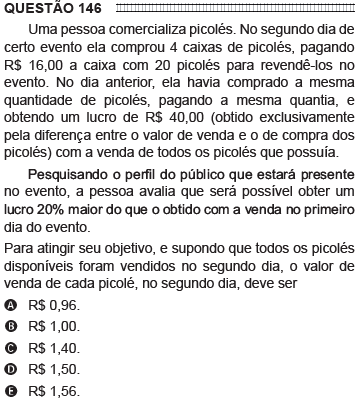 QUESTÃO 146
Uma pessoa comercializa picolés. No segundo dia de
certo evento ela comprou 4 caixas de picolés, pagando
R$ 16,00 a caixa com 20 picolés para revendê-los no
evento. No dia anterior, ela havia comprado a mesma
quantidade de picolés, pagando a mesma quantia, e
obtendo um lucro de R$ 40,00 (obtido exclusivamente
pela diferença entre o valor de venda e o de compra dos
picolés) com a venda de todos os picolés que possuía.
Pesquisando o perfil do público que estará presente
no evento, a pessoa avalia que será possível obter um
lucro 20% maior do que o obtido com a venda no primeiro
dia do evento.
Para atingir seu objetivo, e supondo que todos os picolés
disponíveis foram vendidos no segundo dia, o valor de
venda de cada picolé, no segundo dia, deve ser
A R$ 0,96.
B R$ 1,00.
C R$ 1,40.
D R$ 1,50.
E R$ 1,56.